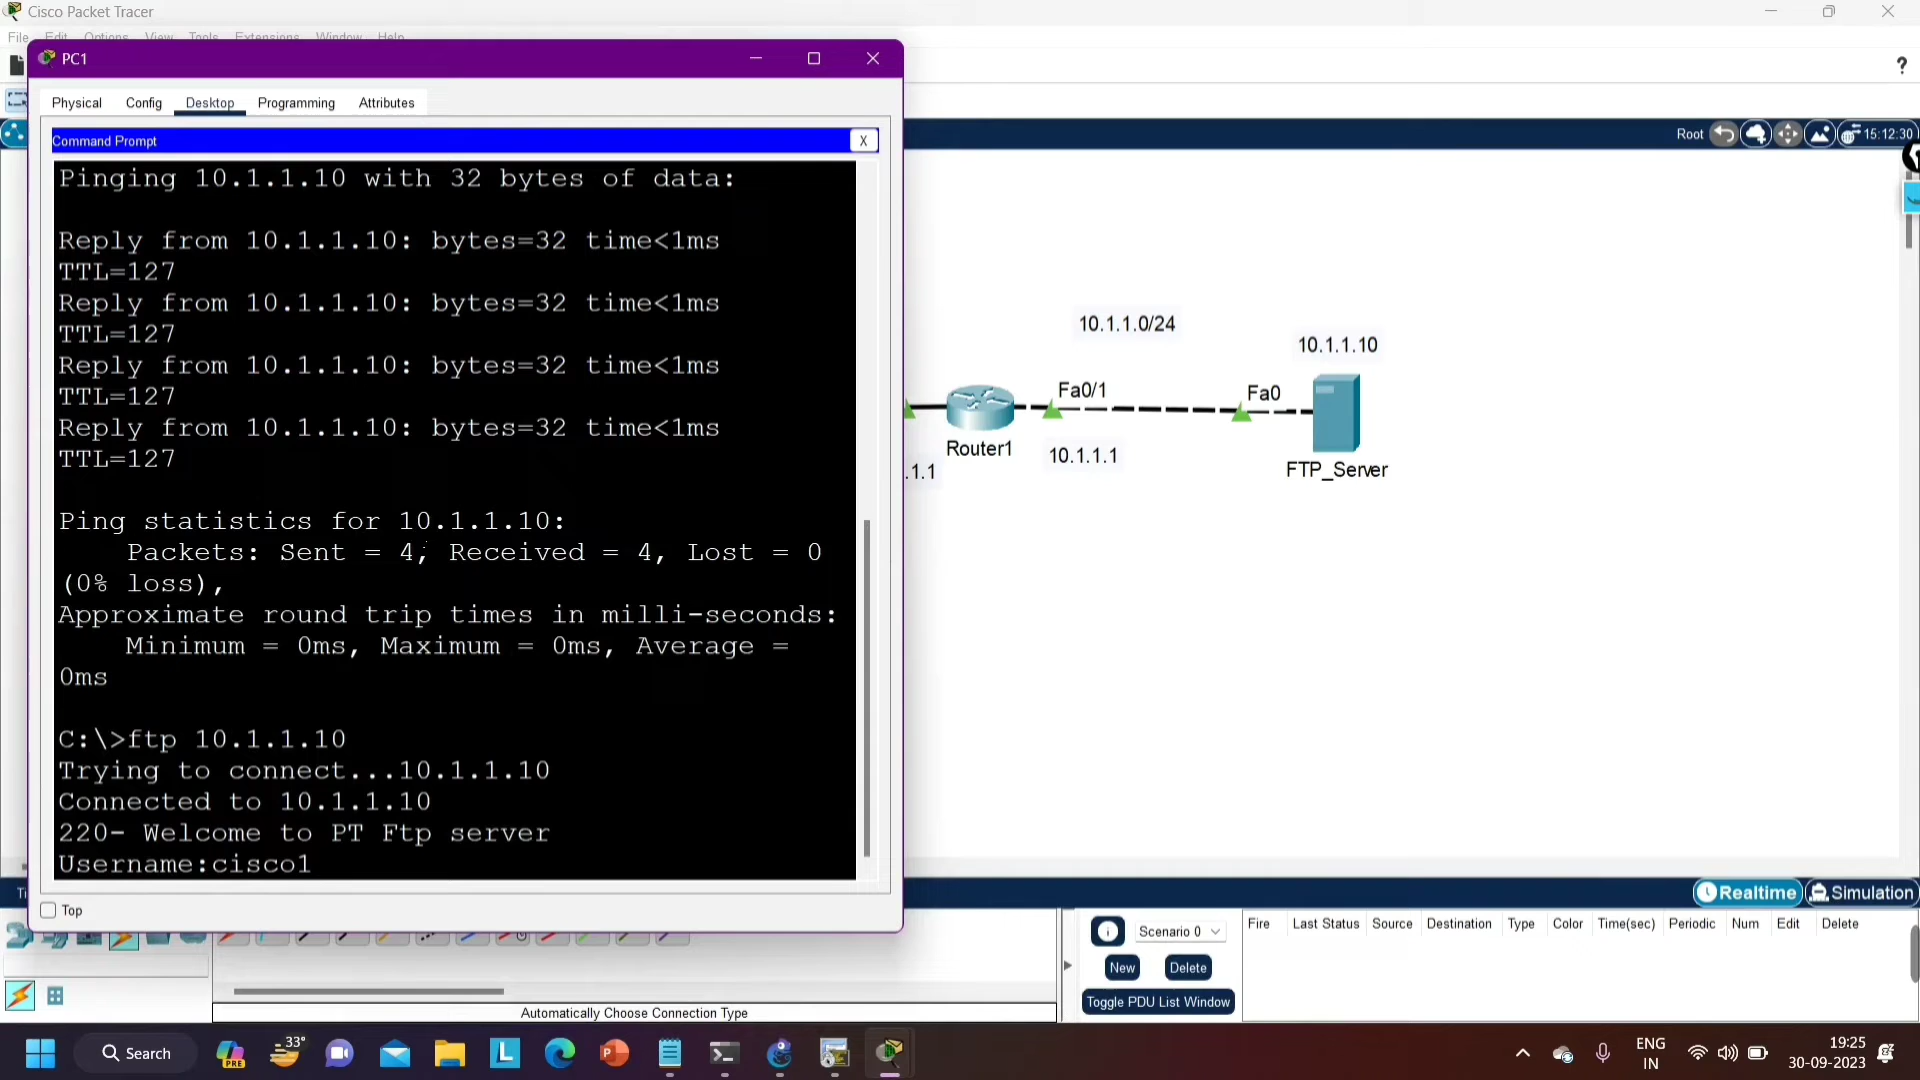 Cisco Packet Tracer
File Edit Options View Tools Extensions Window Help
PC1
?
Physical Config Desktop Programming Attributes
Command Prompt
X
Root
15:12:30
Pinging 10.1.1.10 with 32 bytes of data:
Reply from 10.1.1.10: bytes=32 time<1ms
TTL=127
Reply from 10.1.1.10: bytes=32 time<1ms
TTL=127
Reply from 10.1.1.10: bytes=32 time<1ms
TTL=127
Reply from 10.1.1.10: bytes=32 time<1ms
TTL=127
Ping statistics for 10.1.1.10:
Packets: Sent = 4, Received = 4, Lost = 0
(0% loss),
Approximate round trip times in milli-seconds:
Minimum = 0ms, Maximum = 0ms, Average =
0ms
C:\>ftp 10.1.1.10
Trying to connect...10.1.1.10
Connected to 10.1.1.10
220- Welcome to PT Ftp server
Username:cisco1
Top
10.1.1.0/24
10.1.1.10
Fa0/1
Fa0
Router1
10.1.1.1
.1.1
FTP_Server
Realtime
Simulation
Scenario 0
New
Delete
Toggle PDU List Window
Fire Last Status Source Destination Type Color Time(sec) Periodic Num Edit Delete
Automatically Choose Connection Type
Search
PRE
33°
ENG
IN
19:25
30-09-2023